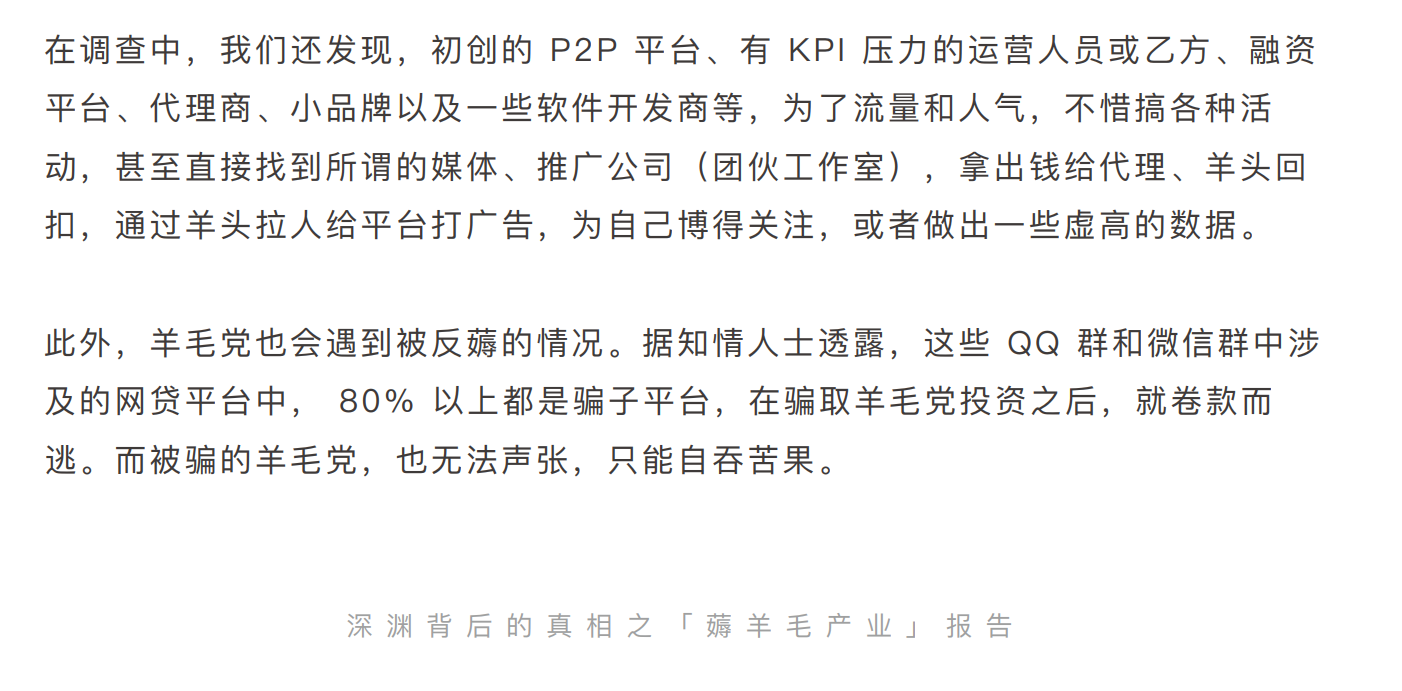 在调查中，我们还发现，初创的 P2P 平台、有 KPI 压力的运营人员或乙方、融资
平台、代理商、小品牌以及一些软件开发商等，为了流量和人气，不惜搞各种活
动，甚至直接找到所谓的媒体、推广公司（团伙工作室），拿出钱给代理、羊头回
扣，通过羊头拉人给平台打广告，为自己博得关注，或者做出一些虚高的数据。
此外，羊毛党也会遇到被反薅的情况。据知情人士透露，这些 QQ 群和微信群中涉
及的网贷平台中， 80% 以上都是骗子平台，在骗取羊毛党投资之后，就卷款而
逃。而被骗的羊毛党，也无法声张，只能自吞苦果。
深渊背后的真相之「薅羊毛产业」报告